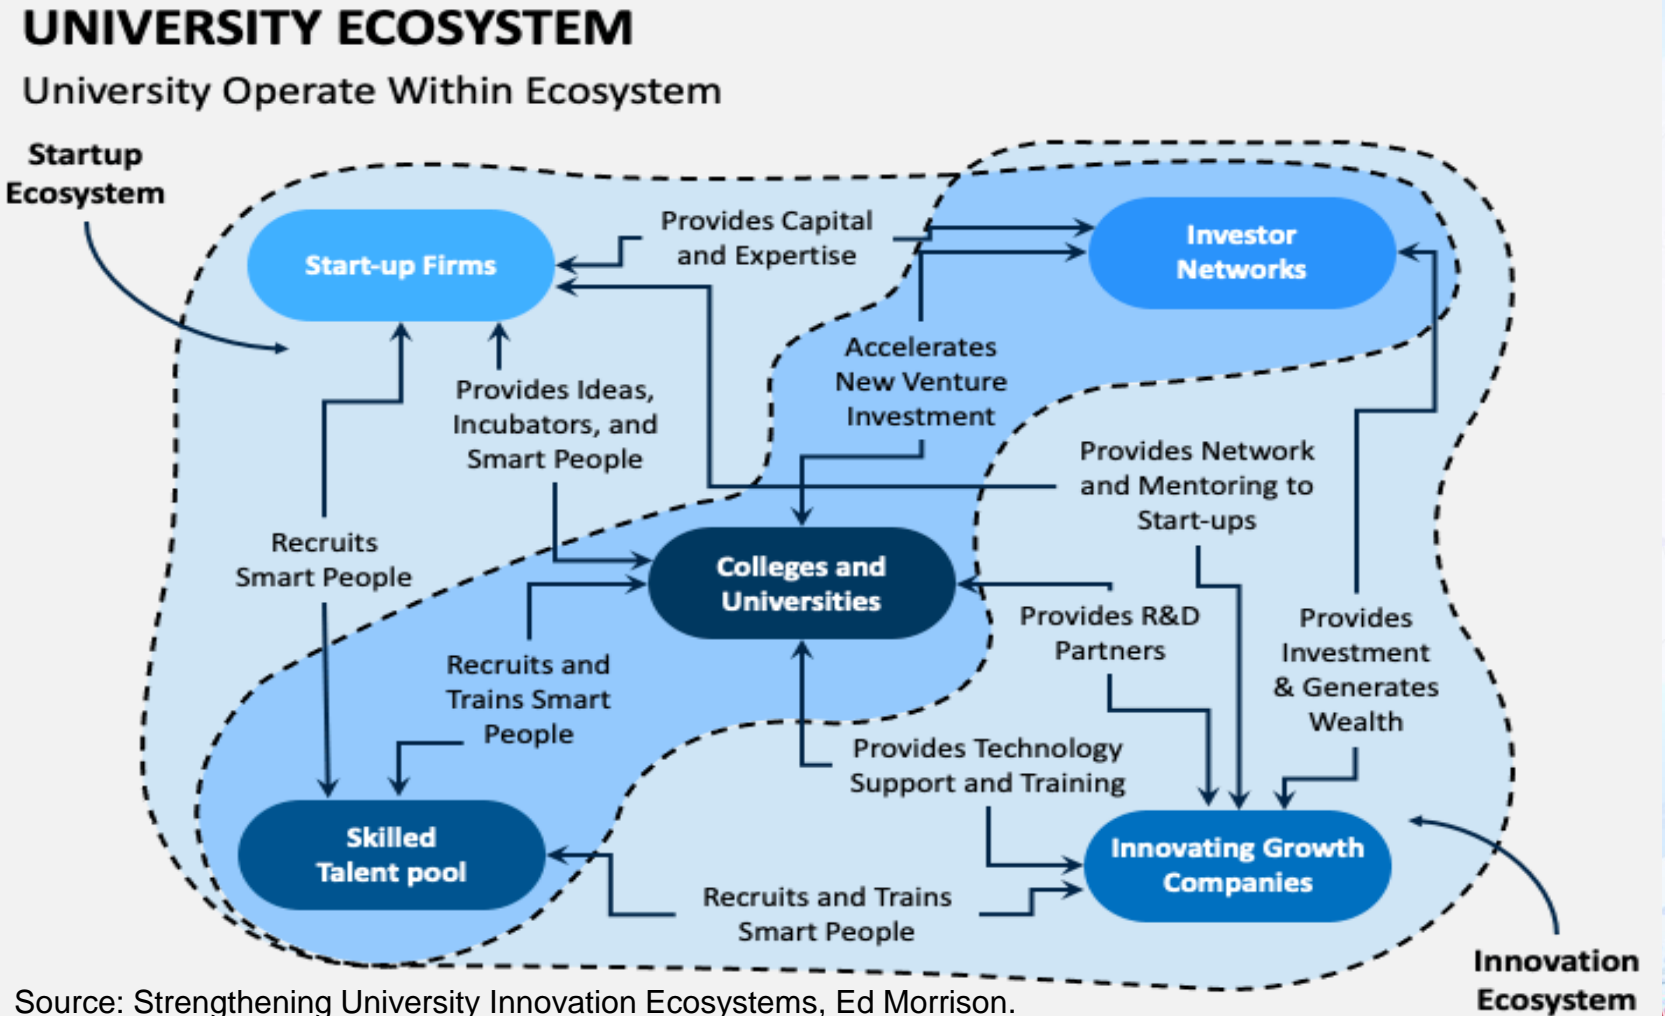 UNIVERSITY ECOSYSTEM
University Operate Within Ecosystem
Startup
Ecosystem
Start-up Firms
Provides Capital
and Expertise
Investor
Networks
Accelerates
New Venture
Investment
Provides Ideas,
Incubators, and
Smart People
Provides Network
and Mentoring to
Start-ups
Recruits
Smart People
Colleges and
Universities
Provides R&D
Partners
Provides
Investment
& Generates
Wealth
Recruits and
Trains Smart
People
Provides Technology
Support and Training
Skilled
Talent pool
Innovating Growth
Companies
Recruits and Trains
Smart People
Innovation
Ecosystem
Source: Strengthening University Innovation Ecosystems, Ed Morrison.